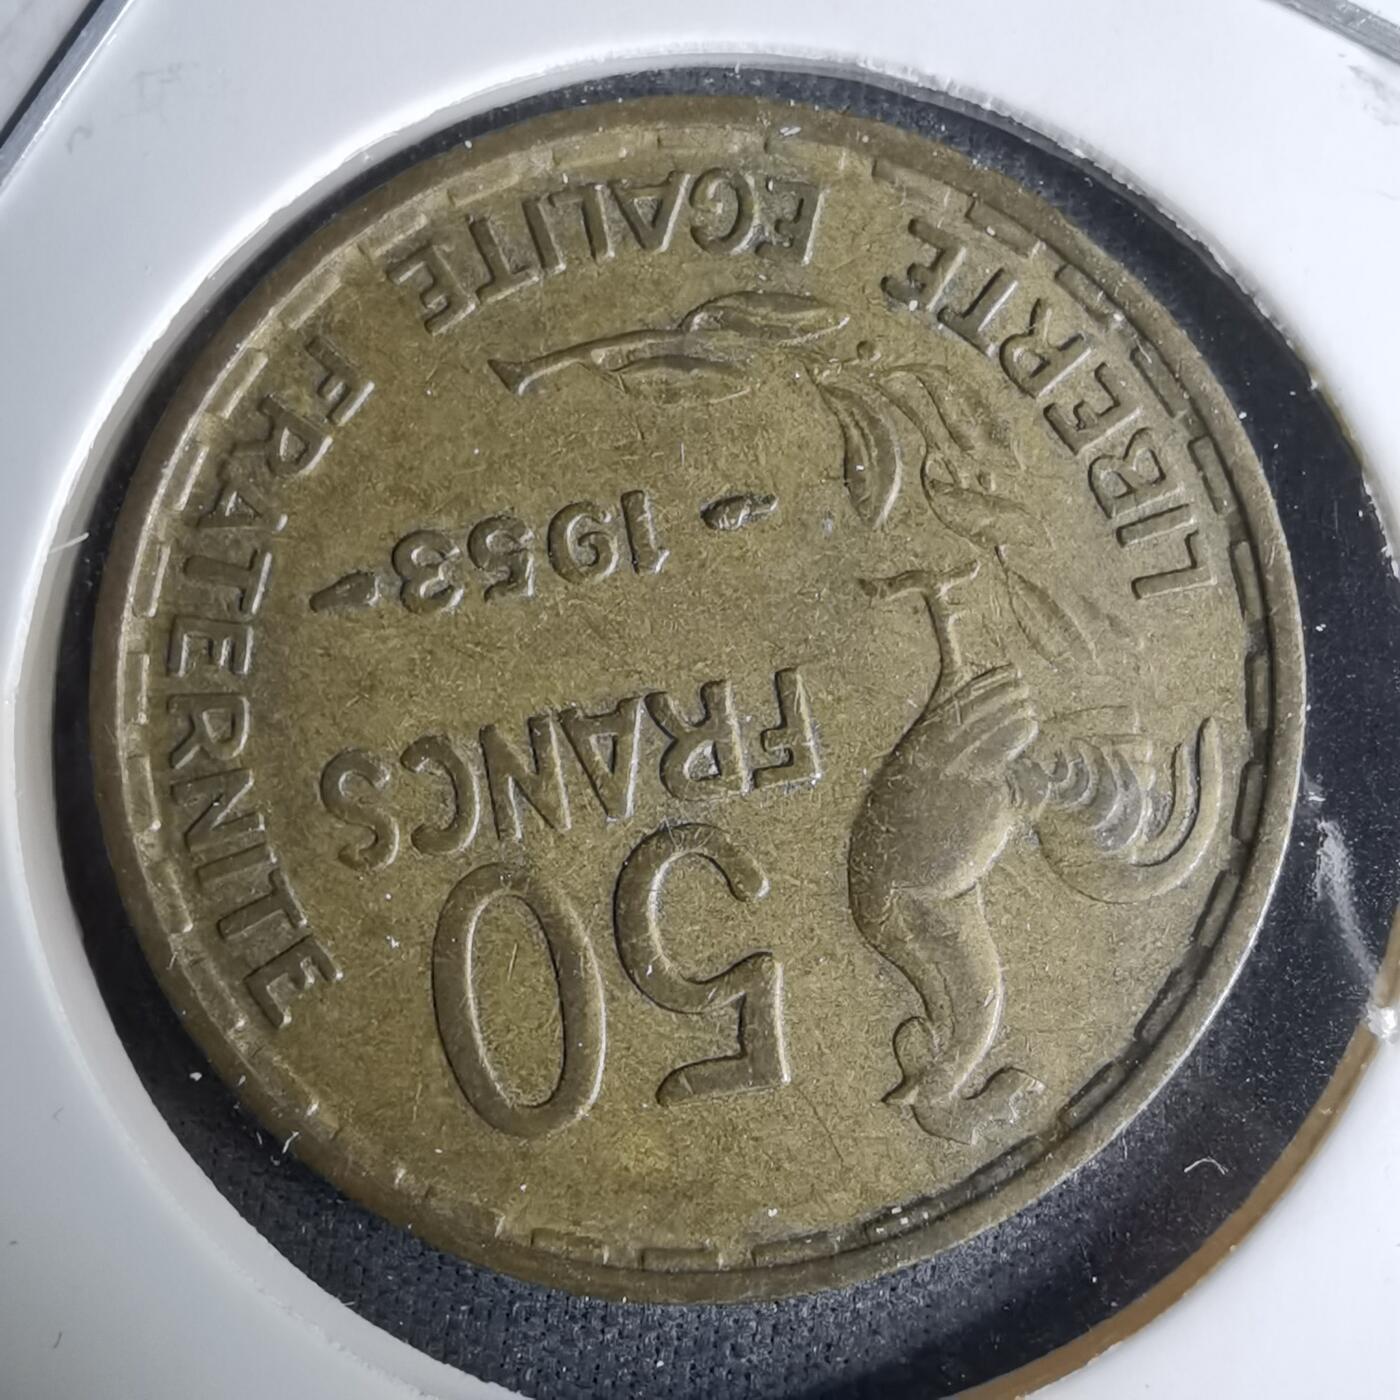 50
FRANCS
- 1953 -
LIBERTE EGALITE FRATERNITE